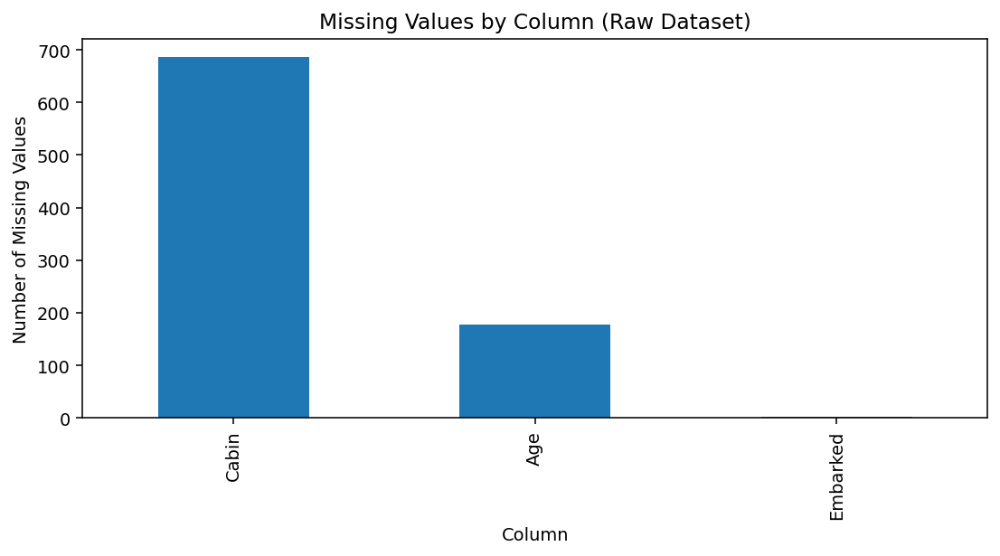 Missing Values by Column (Raw Dataset)
Number of Missing Values
700
600
500
400
300
200
100
0
Cabin
Age
Embarked
Column